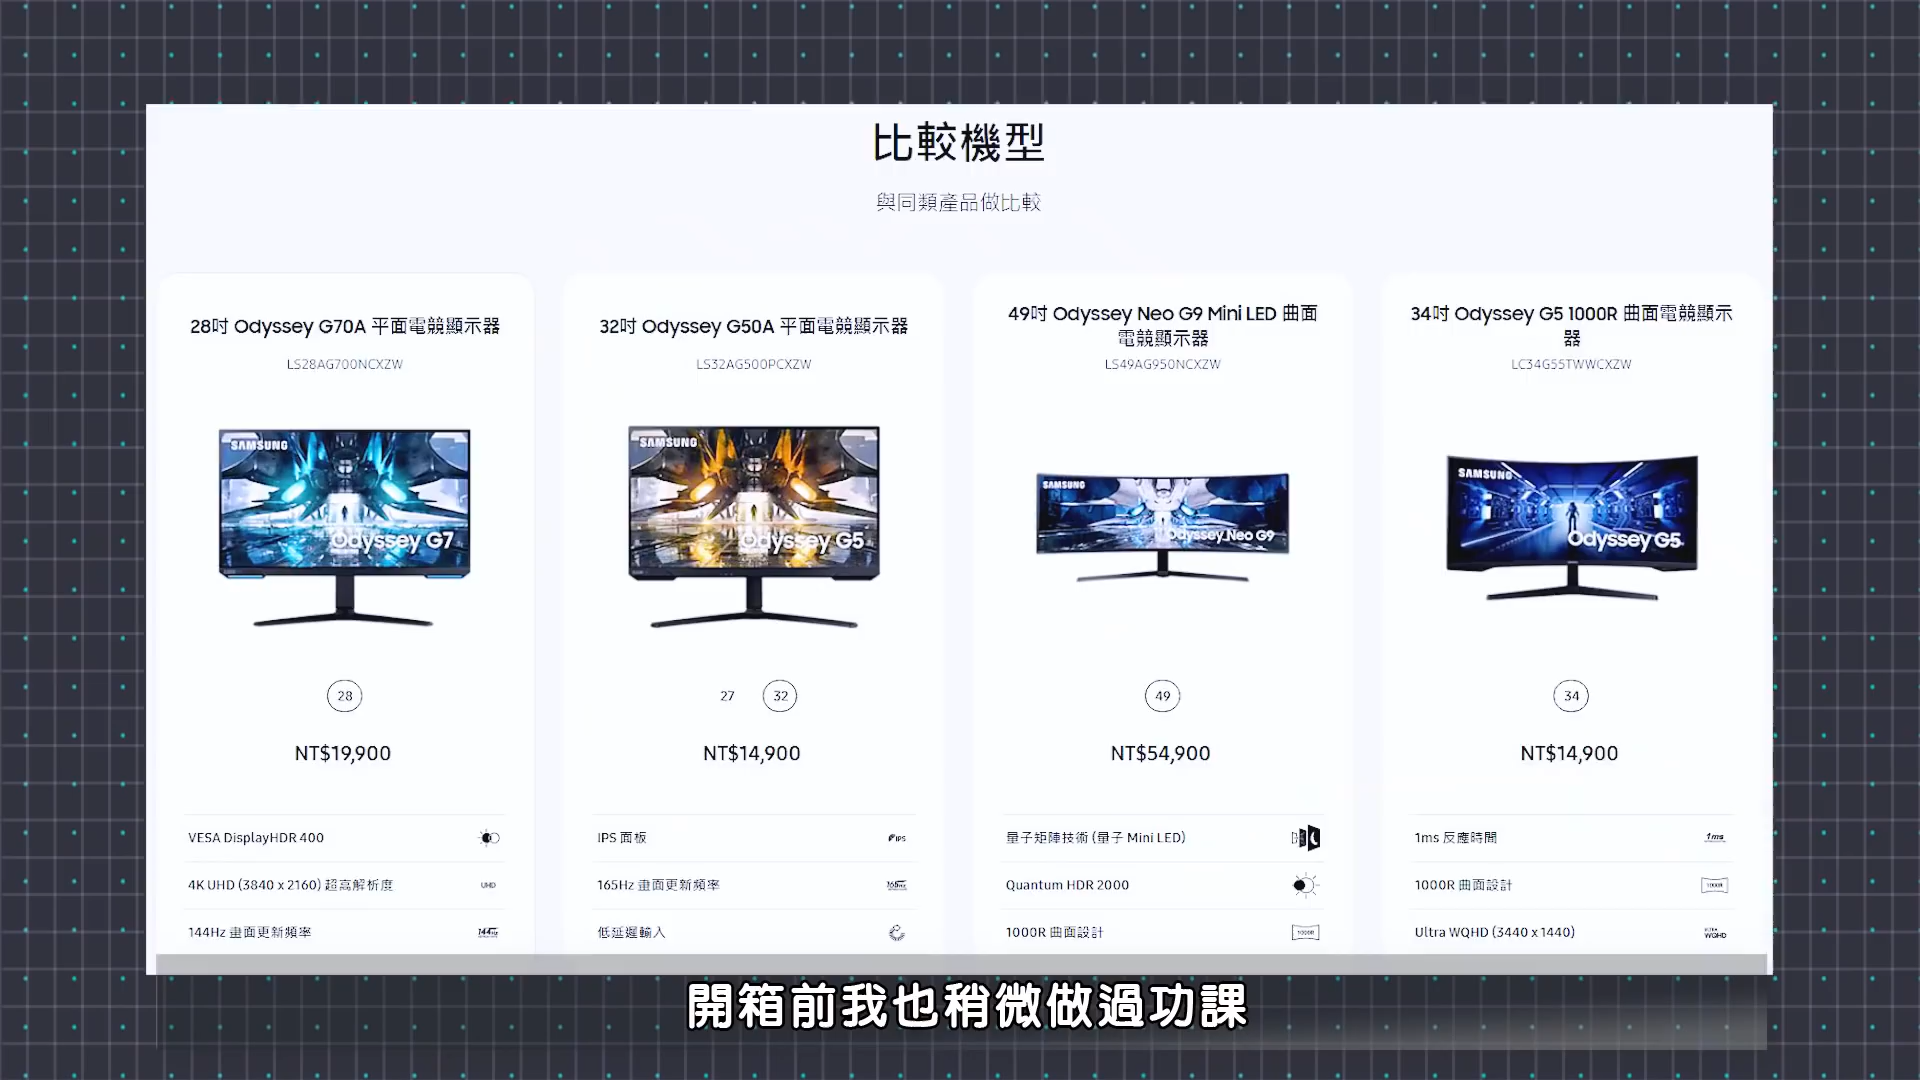 比較機型
與同類產品做比較
28吋 Odyssey G70A 平面電競顯示器
LS28AG700NCXZW
SAMSUNG
Odyssey G7
28
NT$19,900
VESA DisplayHDR 400
4K UHD (3840 x 2160) 超高解析度
UHD
144Hz 畫面更新頻率
144Hz
32吋 Odyssey G50A 平面電競顯示器
LS32AG500PCXZW
SAMSUNG
Odyssey G5
27
32
NT$14,900
IPS 面板
IPS
165Hz 畫面更新頻率
165Hz
低延遲輸入
49吋 Odyssey Neo G9 Mini LED 曲面
電競顯示器
LS49AG950NCXZW
SAMSUNG
Odyssey Neo G9
49
NT$54,900
量子矩陣技術 (量子 Mini LED)
Quantum HDR 2000
1000R 曲面設計
1000R
34吋 Odyssey G5 1000R 曲面電競顯示
器
LC34G55TWWCXZW
SAMSUNG
Odyssey G5
34
NT$14,900
1ms 反應時間
1ms
1000R 曲面設計
1000R
Ultra WQHD (3440 x 1440)
ULTRA
WQHD
開箱前我也稍微做過功課